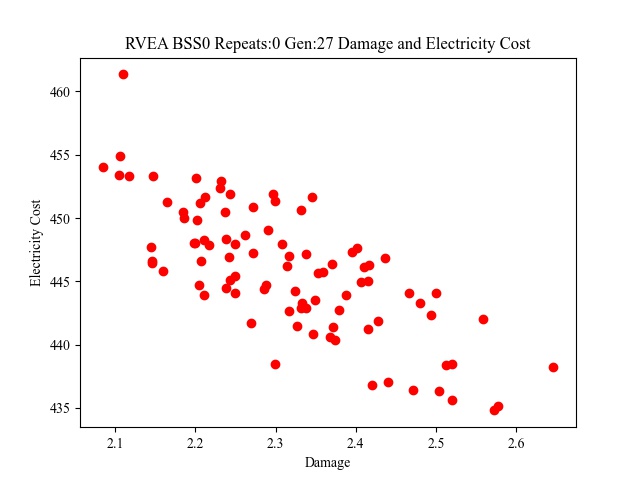 RVEA BSS0 Repeats:0 Gen:27 Damage and Electricity Cost
460
455
450
445
440
435
Electricity Cost
2.1 2.2 2.3 2.4 2.5 2.6
Damage